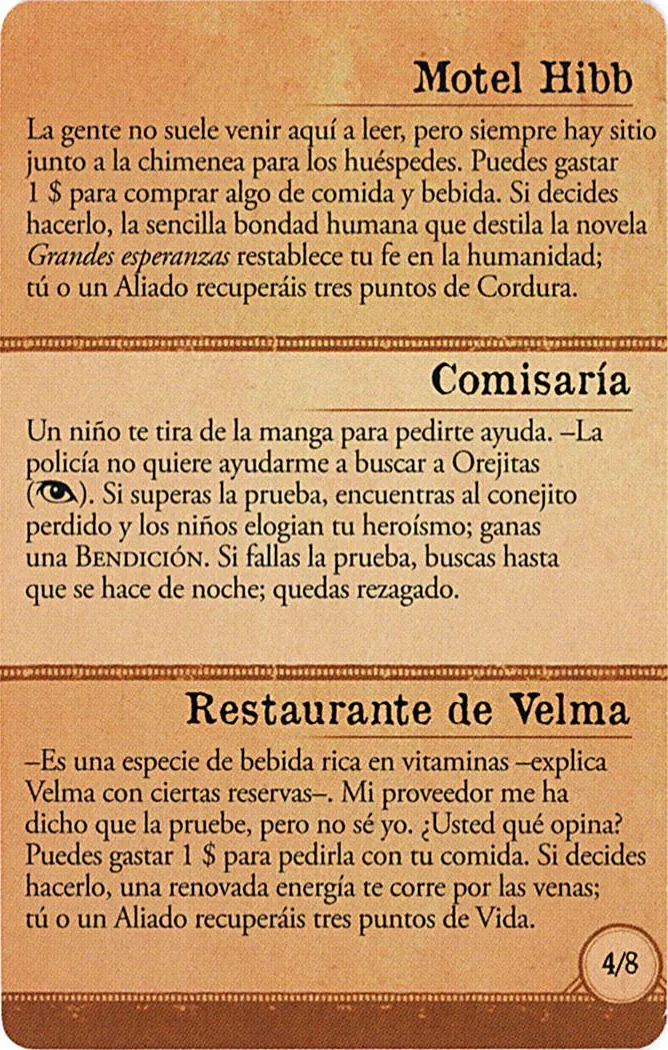 Motel Hibb
La gente no suele venir aquí a leer, pero siempre hay sitio
junto a la chimenea para los huéspedes. Puedes gastar
1 $ para comprar algo de comida y bebida. Si decides
hacerlo, la sencilla bondad humana que destila la novela
Grandes esperanzas restablece tu fe en la humanidad;
tú o un Aliado recuperáis tres puntos de Cordura.
Comisaría
Un niño te tira de la manga para pedirte ayuda. –La
policía no quiere ayudarme a buscar a Orejitas
(). Si superas la prueba, encuentras al conejito
perdido y los niños elogian tu heroísmo; ganas
una BENDICIÓN. Si fallas la prueba, buscas hasta
que se hace de noche; quedas rezagado.
Restaurante de Velma
–Es una especie de bebida rica en vitaminas –explica
Velma con ciertas reservas–. Mi proveedor me ha
dicho que la pruebe, pero no sé yo. ¿Usted qué opina?
Puedes gastar 1 $ para pedirla con tu comida. Si decides
hacerlo, una renovada energía te corre por las venas;
tú o un Aliado recuperáis tres puntos de Vida.
4/8